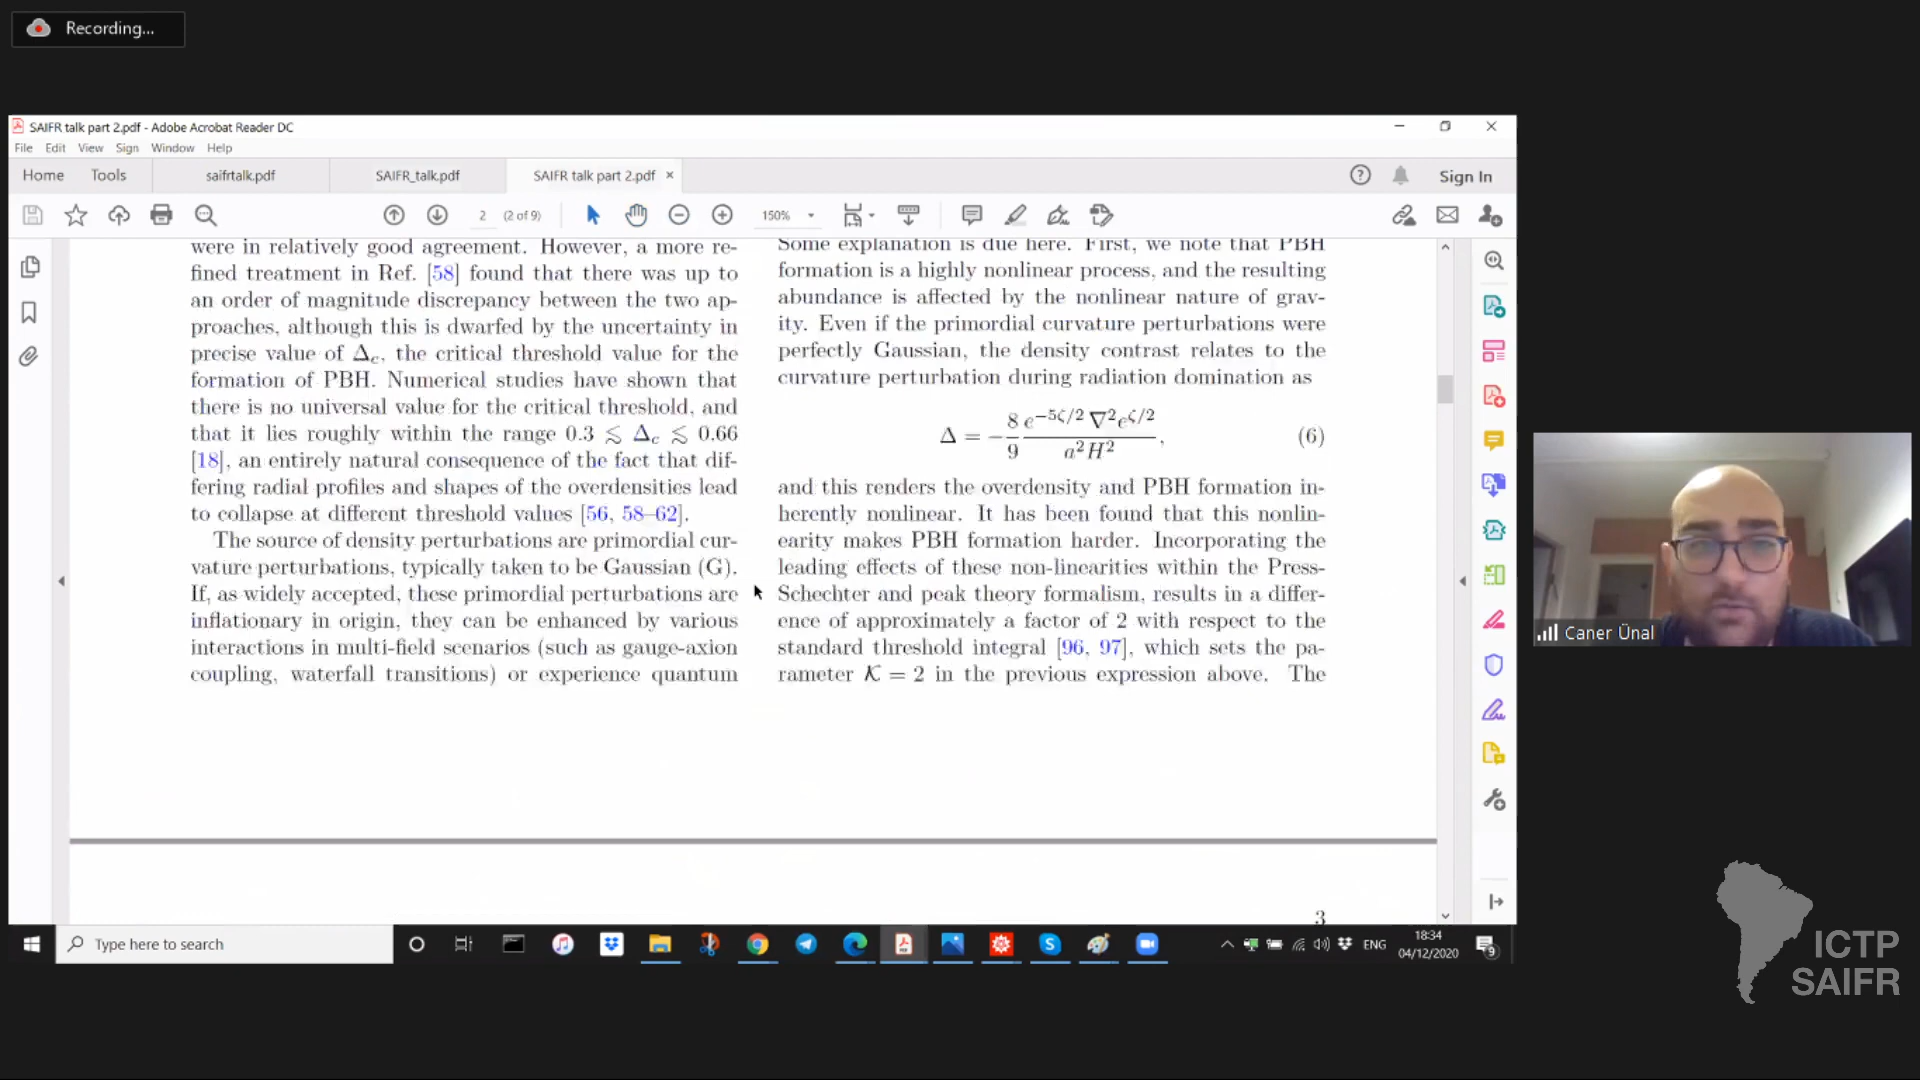 Recording...
SAIFR talk part 2.pdf - Adobe Acrobat Reader DC
File Edit View Sign Window Help
Home Tools saifrtalk.pdf SAIFR_talk.pdf SAIFR talk part 2.pdf × Sign In
2 (2 of 9) 150%
were in relatively good agreement. However, a more re-
fined treatment in Ref. [58] found that there was up to
an order of magnitude discrepancy between the two ap-
proaches, although this is dwarfed by the uncertainty in
precise value of Δc, the critical threshold value for the
formation of PBH. Numerical studies have shown that
there is no universal value for the critical threshold, and
that it lies roughly within the range 0.3 ≲ Δc ≲ 0.66
[18], an entirely natural consequence of the fact that dif-
fering radial profiles and shapes of the overdensities lead
to collapse at different threshold values [56, 58–62].
The source of density perturbations are primordial cur-
vature perturbations, typically taken to be Gaussian (G).
If, as widely accepted, these primordial perturbations are
inflationary in origin, they can be enhanced by various
interactions in multi-field scenarios (such as gauge-axion
coupling, waterfall transitions) or experience quantum
Some explanation is due here. First, we note that PBH
formation is a highly nonlinear process, and the resulting
abundance is affected by the nonlinear nature of grav-
ity. Even if the primordial curvature perturbations were
perfectly Gaussian, the density contrast relates to the
curvature perturbation during radiation domination as
Δ = −8/9 e^{−5ζ/2} ∇² e^{ζ/2} / a²H², (6)
and this renders the overdensity and PBH formation in-
herently nonlinear. It has been found that this nonlin-
earity makes PBH formation harder. Incorporating the
leading effects of these non-linearities within the Press-
Schechter and peak theory formalism, results in a differ-
ence of approximately a factor of 2 with respect to the
standard threshold integral [96, 97], which sets the pa-
rameter 𝒦 = 2 in the previous expression above. The
3
Caner Ünal
Type here to search
ENG
18:34
04/12/2020
9
ICTP
SAIFR